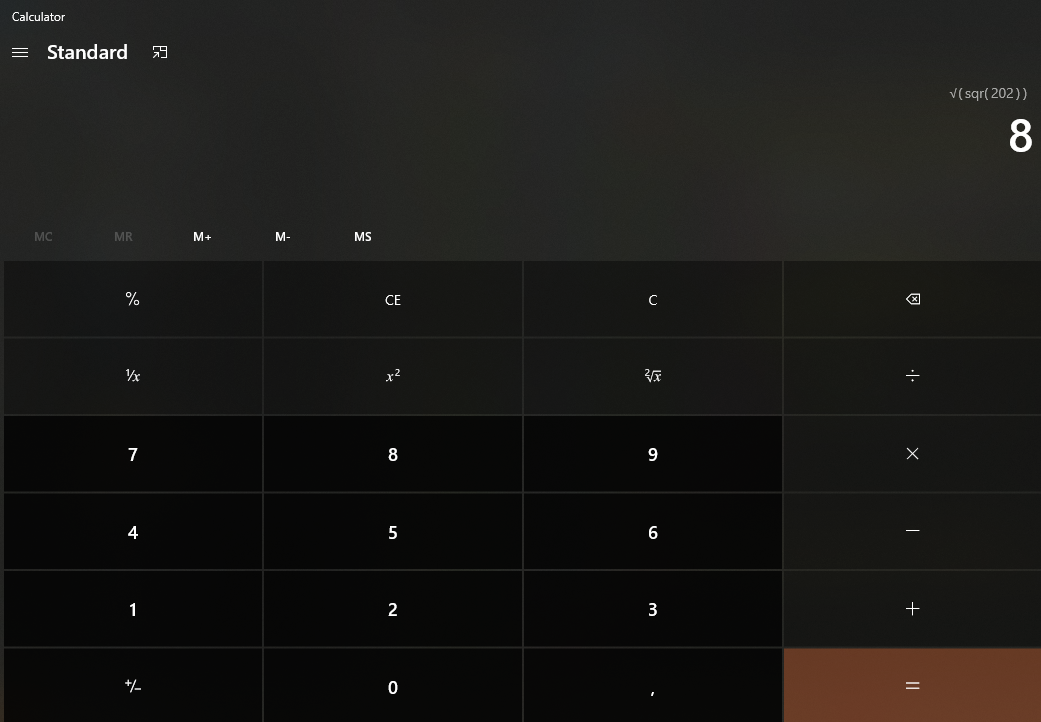 Calculator
Standard
√( sqr( 202 ) )
8
MC MR M+ M- MS
% CE C
¹⁄x x² ²√x ÷
7 8 9 ×
4 5 6 −
1 2 3 +
+/− 0 , =